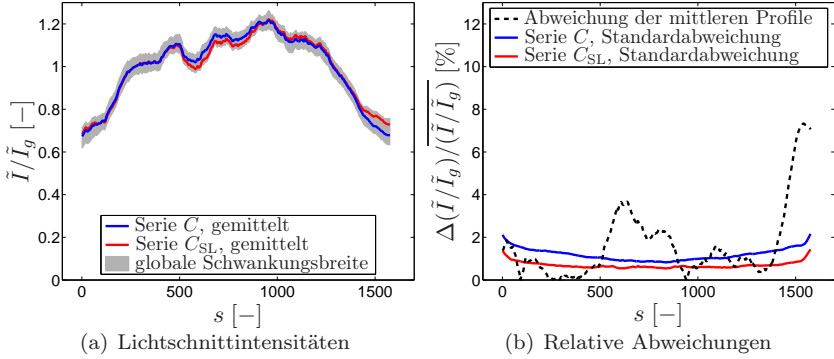 1.2
1
0.8
0.6
0.4
0.2
0
0 500 1000 1500
Ĩ/Ĩg [−]
s [−]
Serie C, gemittelt
Serie CSL, gemittelt
globale Schwankungsbreite
(a) Lichtschnittintensitäten
10
8
6
4
2
0
0 500 1000 1500
Δ(Ĩ/Ĩg)/(Ĩ/Ĩg) [%]
s [−]
Abweichung der mittleren Profile
Serie C, Standardabweichung
Serie CSL, Standardabweichung
(b) Relative Abweichungen